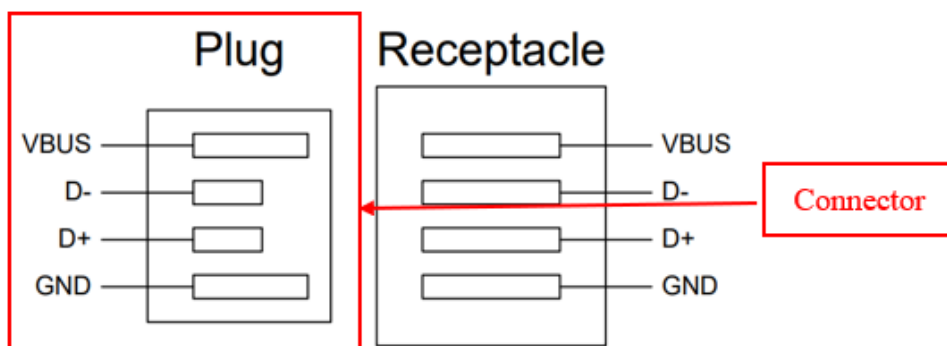 Plug
Receptacle
VBUS
D-
D+
GND
VBUS
D-
D+
GND
Connector